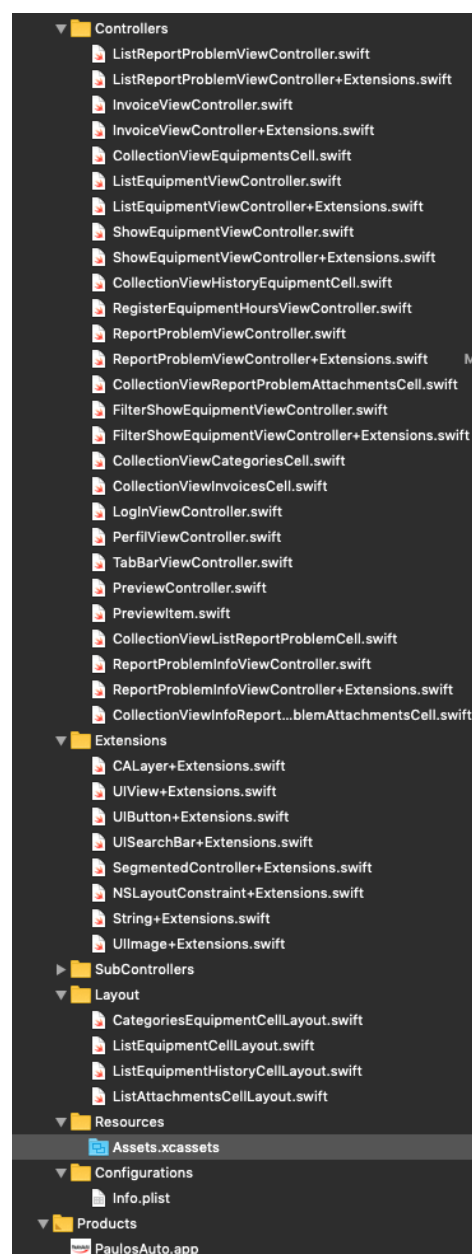 Controllers
ListReportProblemViewController.swift
ListReportProblemViewController+Extensions.swift
InvoiceViewController.swift
InvoiceViewController+Extensions.swift
CollectionViewEquipmentsCell.swift
ListEquipmentViewController.swift
ListEquipmentViewController+Extensions.swift
ShowEquipmentViewController.swift
ShowEquipmentViewController+Extensions.swift
CollectionViewHistoryEquipmentCell.swift
RegisterEquipmentHoursViewController.swift
ReportProblemViewController.swift
ReportProblemViewController+Extensions.swift M
CollectionViewReportProblemAttachmentsCell.swift
FilterShowEquipmentViewController.swift
FilterShowEquipmentViewController+Extensions.swift
CollectionViewCategoriesCell.swift
CollectionViewInvoicesCell.swift
LogInViewController.swift
PerfilViewController.swift
TabBarViewController.swift
PreviewController.swift
PreviewItem.swift
CollectionViewListReportProblemCell.swift
ReportProblemInfoViewController.swift
ReportProblemInfoViewController+Extensions.swift
CollectionViewInfoReport...blemAttachmentsCell.swift
Extensions
CALayer+Extensions.swift
UIView+Extensions.swift
UIButton+Extensions.swift
UISearchBar+Extensions.swift
SegmentedController+Extensions.swift
NSLayoutConstraint+Extensions.swift
String+Extensions.swift
UIImage+Extensions.swift
SubControllers
Layout
CategoriesEquipmentCellLayout.swift
ListEquipmentCellLayout.swift
ListEquipmentHistoryCellLayout.swift
ListAttachmentsCellLayout.swift
Resources
Assets.xcassets
Configurations
Info.plist
Products
PaulosAuto.app